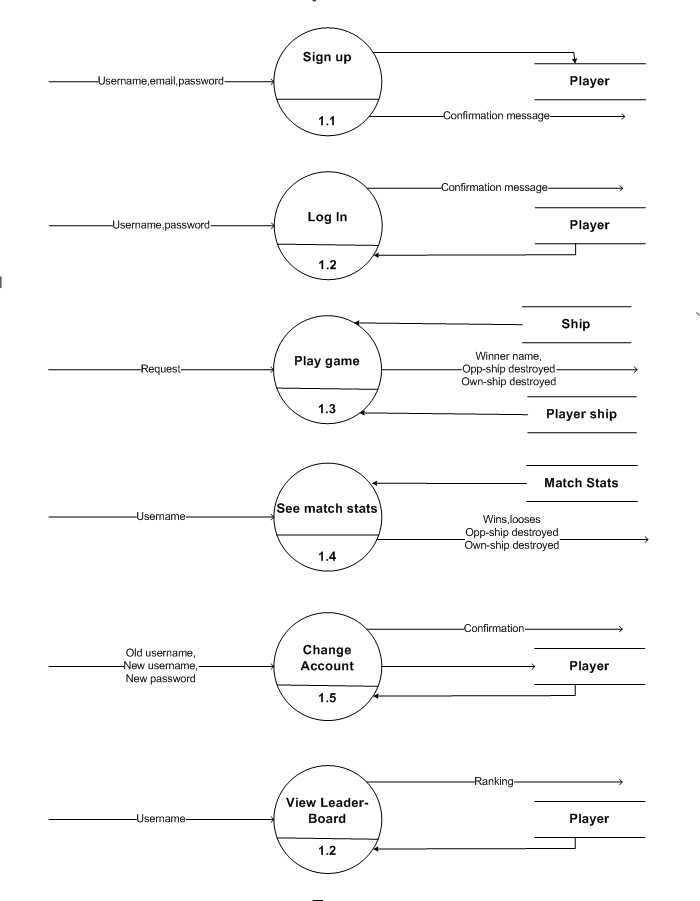 Sign up
Username,email,password
Player
1.1
Confirmation message
Confirmation message
Log In
Username,password
Player
1.2
Ship
Play game
Request
Winner name,
Opp-ship destroyed
Own-ship destroyed
1.3
Player ship
Match Stats
See match stats
Username
Wins,looses
Opp-ship destroyed
Own-ship destroyed
1.4
Confirmation
Change
Account
Old username,
New username,
New password
Player
1.5
Ranking
View Leader-
Board
Username
Player
1.2